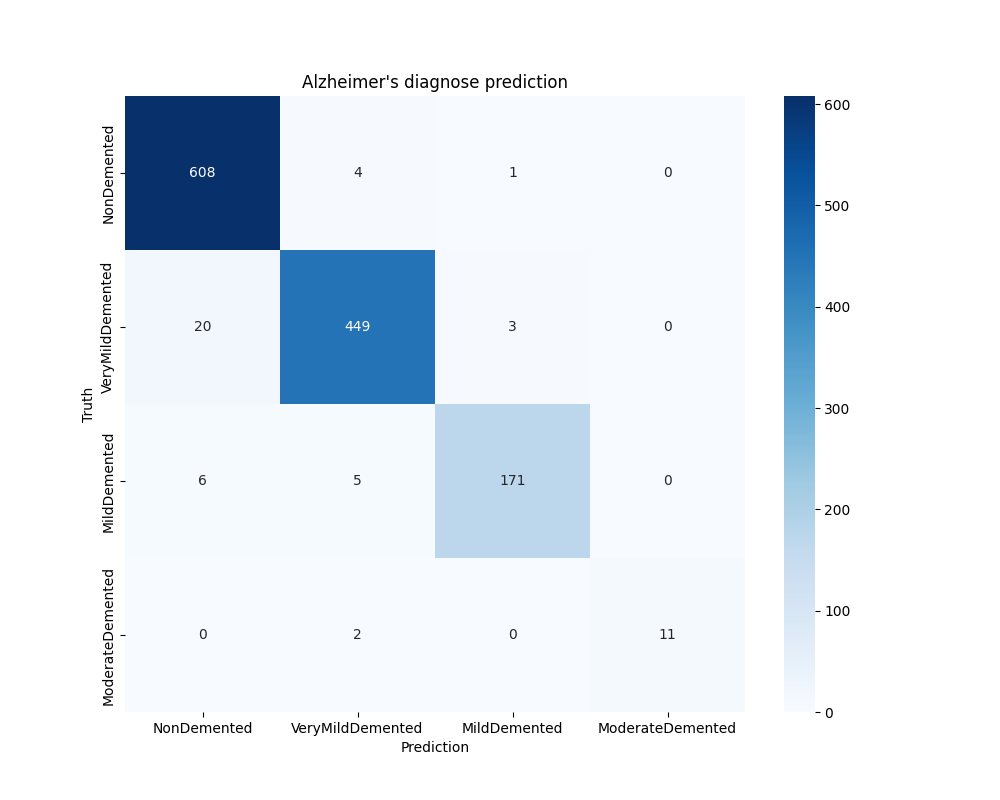 Alzheimer's diagnose prediction
Truth
NonDemented
608 4 1 0
VeryMildDemented
20 449 3 0
MildDemented
6 5 171 0
ModerateDemented
0 2 0 11
NonDemented VeryMildDemented MildDemented ModerateDemented
Prediction
600
500
400
300
200
100
0